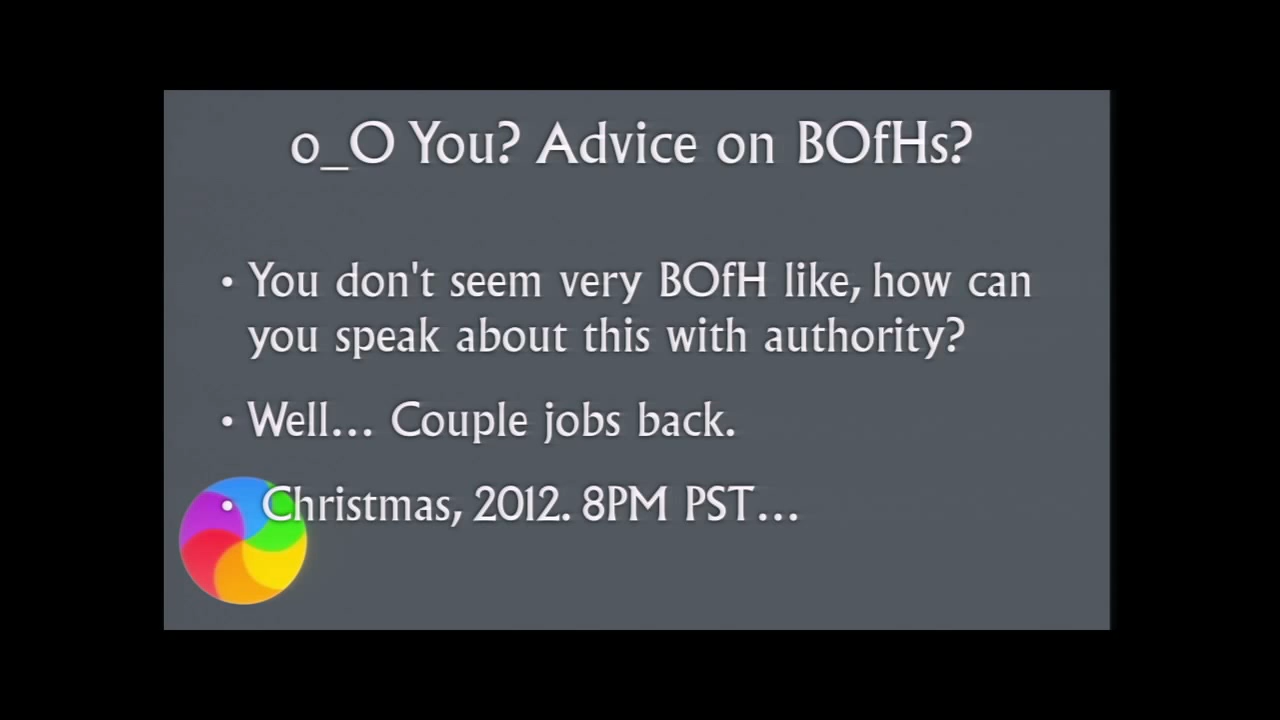 o_O You? Advice on BOfHs?
• You don't seem very BOfH like, how can
you speak about this with authority?
• Well... Couple jobs back.
• Christmas, 2012. 8PM PST...